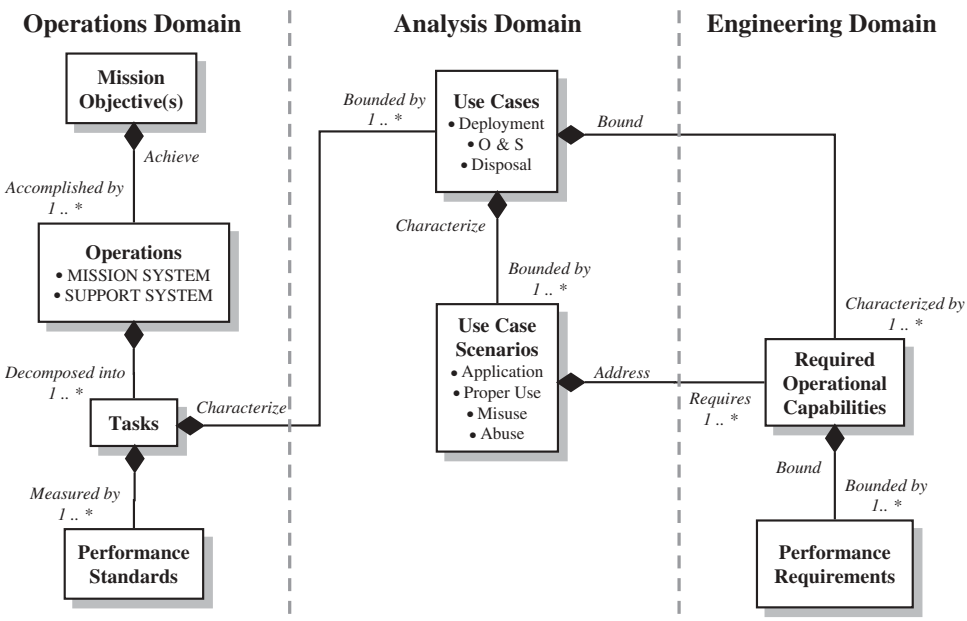 Operations Domain
Analysis Domain
Engineering Domain
Mission
Objective(s)
Achieve
Accomplished by
1 .. *
Operations
• MISSION SYSTEM
• SUPPORT SYSTEM
Decomposed into
1 .. *
Tasks
Characterize
Measured by
1 .. *
Performance
Standards
Bounded by
1 .. *
Use Cases
• Deployment
• O & S
• Disposal
Bound
Characterize
Bounded by
1 .. *
Use Case
Scenarios
• Application
• Proper Use
• Misuse
• Abuse
Address
Requires
1 .. *
Characterized by
1 .. *
Required
Operational
Capabilities
Bound
Bounded by
1.. *
Performance
Requirements